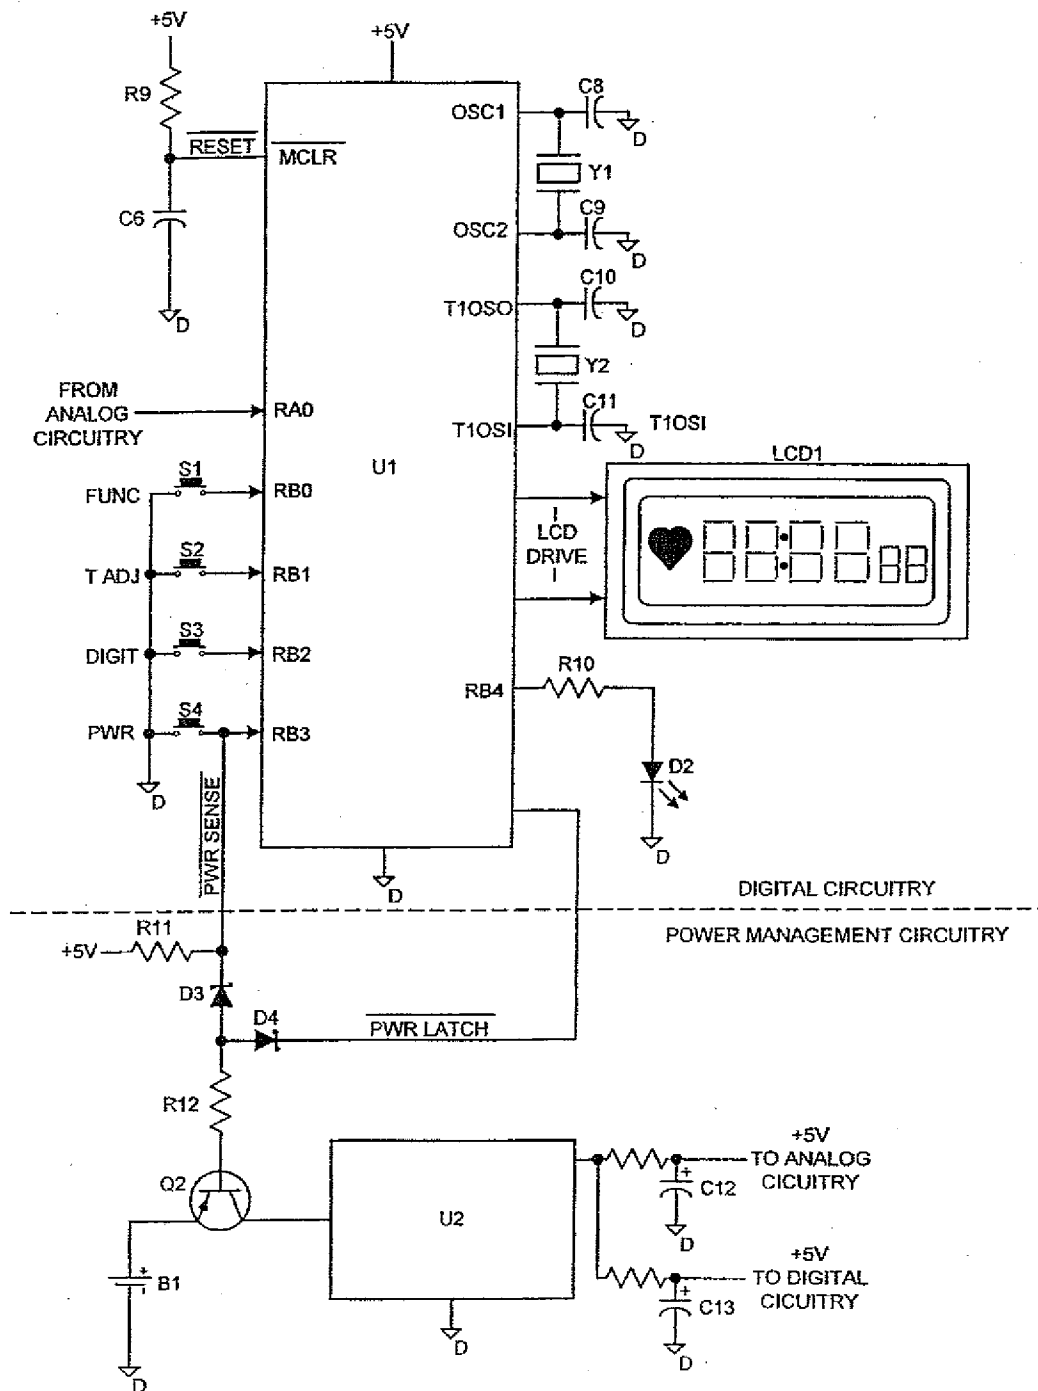 +5V
+5V
R9
RESET
MCLR
C6
D
OSC1
C8
D
Y1
C9
OSC2
D
C10
T1OSO
D
Y2
C11
T1OSI
D
T1OSI
FROM
ANALOG
CIRCUITRY
RA0
U1
LCD1
S1
FUNC
RB0
LCD
DRIVE
S2
T ADJ
RB1
S3
DIGIT
RB2
S4
PWR
RB3
D
R10
RB4
D2
D
PWR SENSE
D
DIGITAL CIRCUITRY
POWER MANAGEMENT CIRCUITRY
R11
+5V
D3
D4
PWR LATCH
R12
Q2
U2
B1
D
D
+5V
TO ANALOG
CICUITRY
+
C12
D
+5V
TO DIGITAL
CICUITRY
+
C13
D
+
-